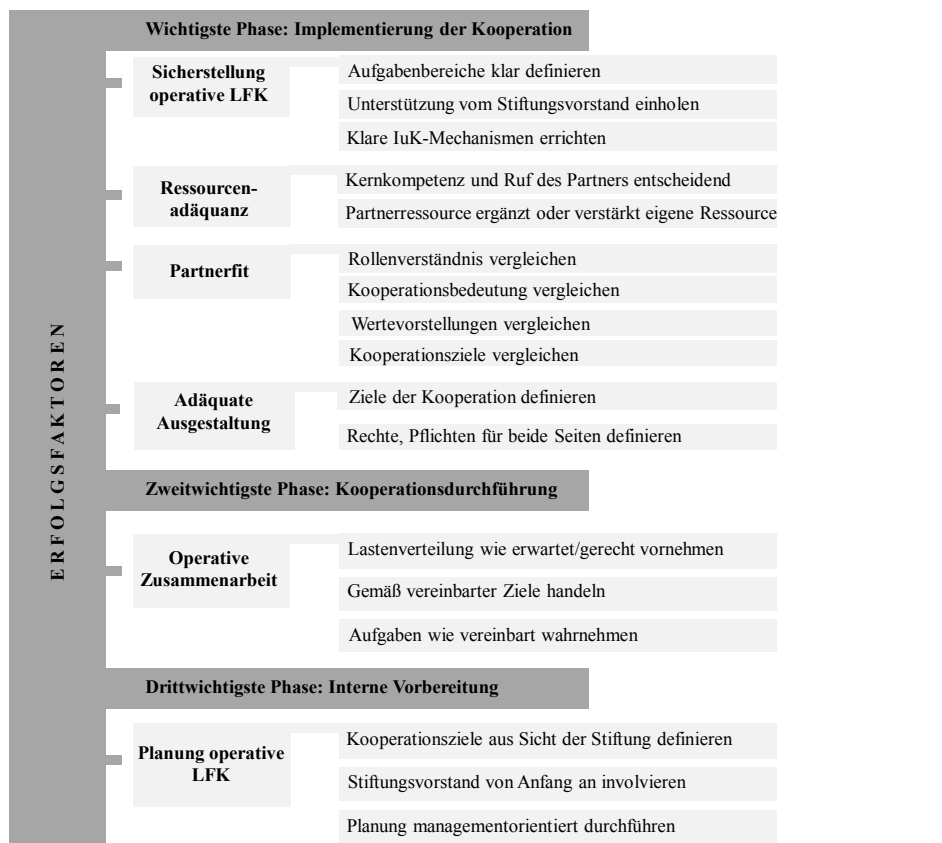 ERFOLGSFAKTOREN
Wichtigste Phase: Implementierung der Kooperation
Sicherstellung
operative LFK
Aufgabenbereiche klar definieren
Unterstützung vom Stiftungsvorstand einholen
Klare IuK-Mechanismen errichten
Ressourcen-
adäquanz
Kernkompetenz und Ruf des Partners entscheidend
Partnerressource ergänzt oder verstärkt eigene Ressource
Partnerfit
Rollenverständnis vergleichen
Kooperationsbedeutung vergleichen
Wertevorstellungen vergleichen
Kooperationsziele vergleichen
Adäquate
Ausgestaltung
Ziele der Kooperation definieren
Rechte, Pflichten für beide Seiten definieren
Zweitwichtigste Phase: Kooperationsdurchführung
Operative
Zusammenarbeit
Lastenverteilung wie erwartet/gerecht vornehmen
Gemäß vereinbarter Ziele handeln
Aufgaben wie vereinbart wahrnehmen
Drittwichtigste Phase: Interne Vorbereitung
Planung operative
LFK
Kooperationsziele aus Sicht der Stiftung definieren
Stiftungsvorstand von Anfang an involvieren
Planung managementorientiert durchführen